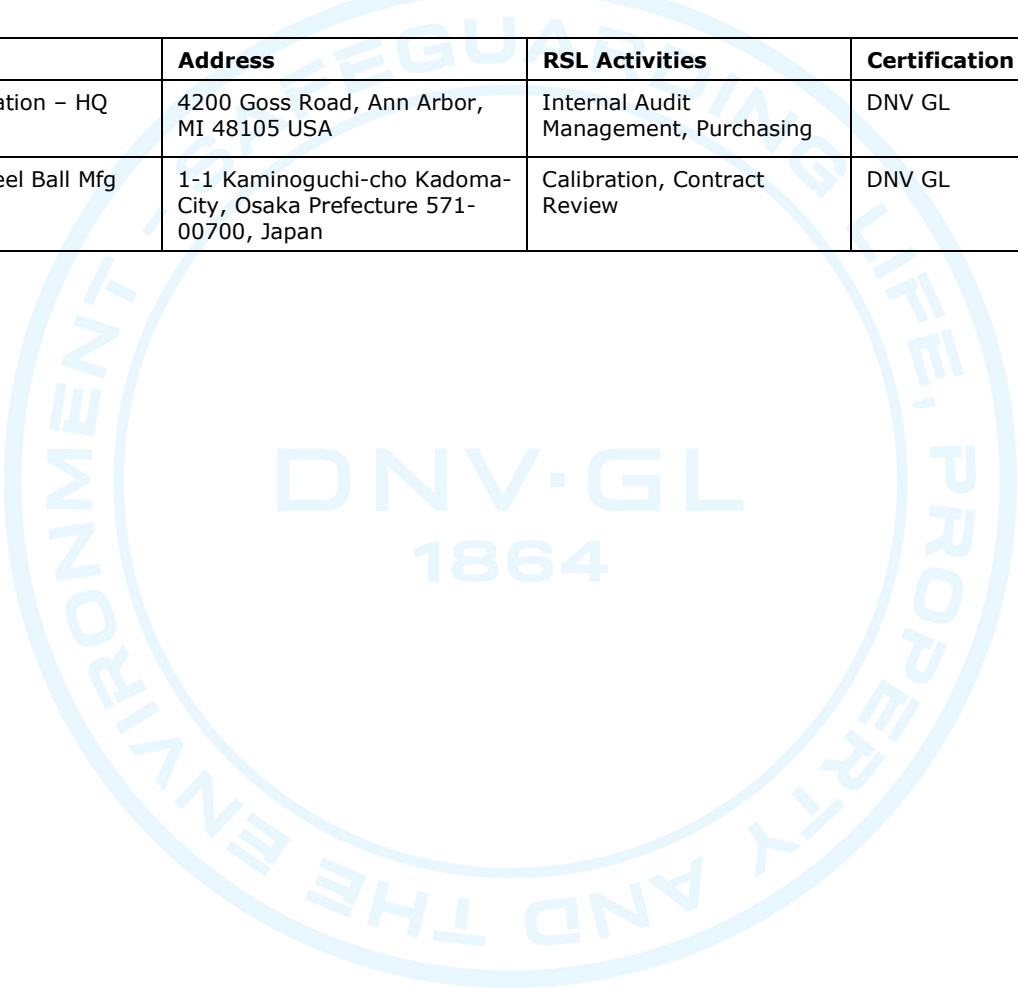 Address RSL Activities Certification
ation – HQ 4200 Goss Road, Ann Arbor, Internal Audit DNV GL
MI 48105 USA Management, Purchasing
eel Ball Mfg 1-1 Kaminoguchi-cho Kadoma- Calibration, Contract DNV GL
City, Osaka Prefecture 571- Review
00700, Japan
SAFEGUARDING LIFE, PROPERTY AND THE ENVIRONMENT
DNV·GL
1864